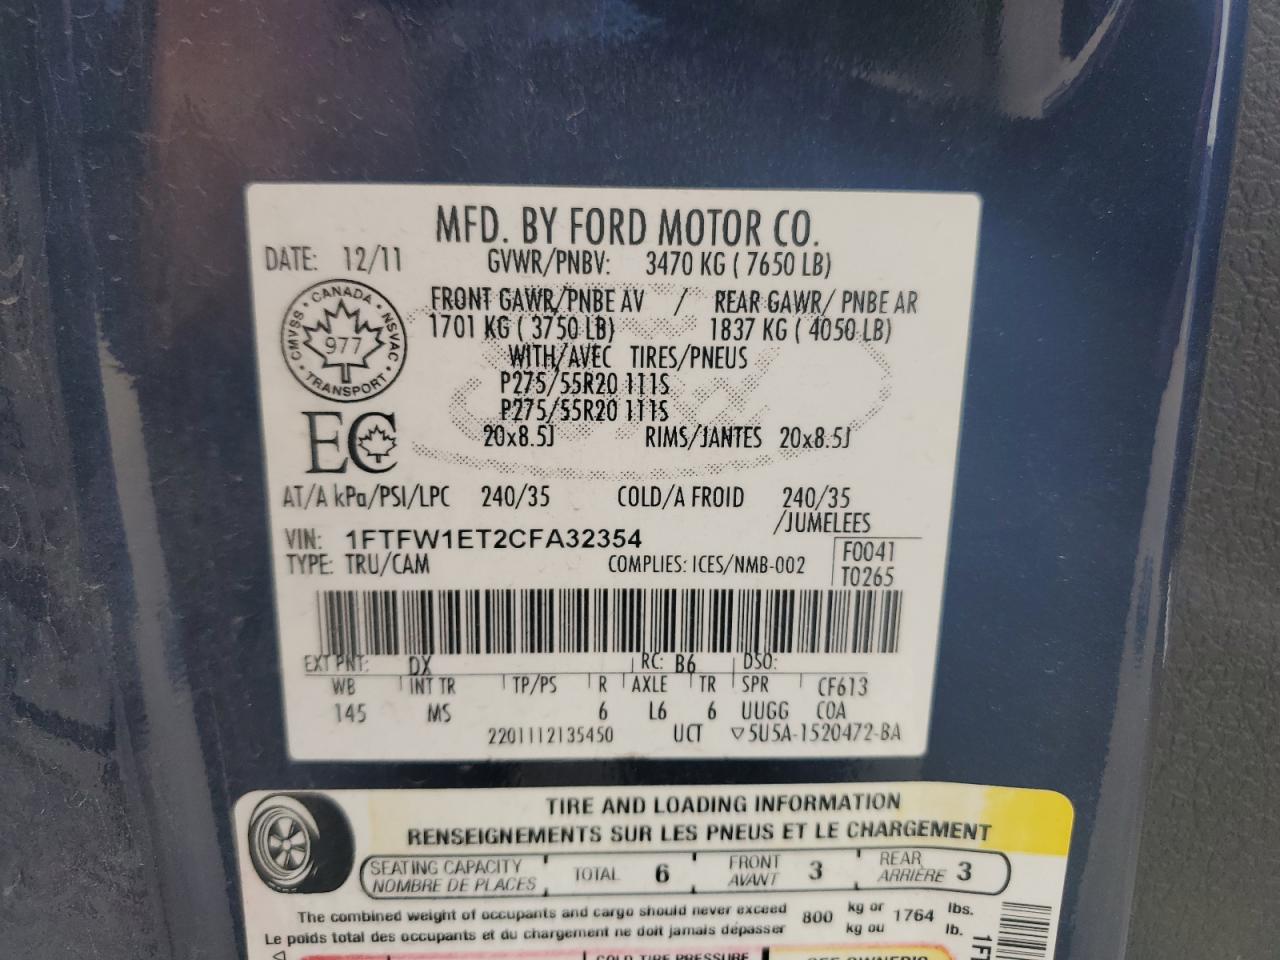 MFD. BY FORD MOTOR CO.
DATE: 12/11 GVWR/PNBV: 3470 KG ( 7650 LB)
FRONT GAWR/PNBE AV / REAR GAWR/ PNBE AR
1701 KG ( 3750 LB) 1837 KG ( 4050 LB)
WITH/AVEC TIRES/PNEUS
P275/55R20 111S
P275/55R20 111S
20x8.5J RIMS/JANTES 20x8.5J
CANADA
CMVSS NSVAC
977
TRANSPORT
EC
AT/A kPa/PSI/LPC 240/35 COLD/A FROID 240/35
/JUMELEES
VIN: 1FTFW1ET2CFA32354
TYPE: TRU/CAM COMPLIES: ICES/NMB-002
F0041
T0265
EXT PNT: DX RC: B6 DSO:
WB INT TR TP/PS R AXLE TR SPR CF613
145 MS 6 L6 6 UUGG COA
2201112135450 UCT ▽5U5A-1520472-BA
TIRE AND LOADING INFORMATION
RENSEIGNEMENTS SUR LES PNEUS ET LE CHARGEMENT
SEATING CAPACITY TOTAL 6 FRONT 3 REAR 3
NOMBRE DE PLACES AVANT ARRIÈRE
The combined weight of occupants and cargo should never exceed 800 kg or 1764 lbs.
Le poids total des occupants et du chargement ne doit jamais dépasser kg ou lb.
COLD TIRE PRESSURE
SEE OWNER'S